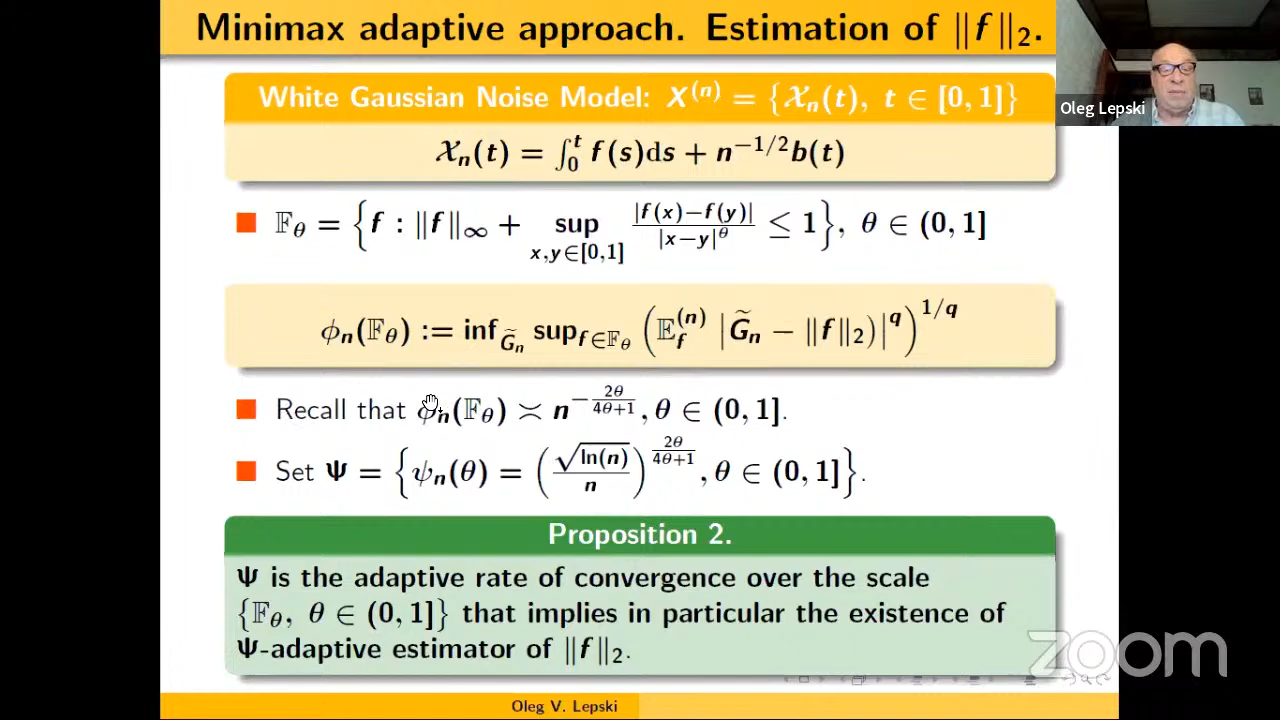 Minimax adaptive approach. Estimation of ‖f‖₂.
White Gaussian Noise Model: X⁽ⁿ⁾ = {𝒳ₙ(t), t ∈ [0, 1]}
Oleg Lepski
𝒳ₙ(t) = ∫₀ᵗ f(s)ds + n^{−1/2}b(t)
𝔽_θ = {f : ‖f‖_∞ + sup_{x,y∈[0,1]} |f(x)−f(y)| / |x−y|^θ ≤ 1}, θ ∈ (0, 1]
ϕₙ(𝔽_θ) := inf_{G̃ₙ} sup_{f∈𝔽_θ} (𝔼_f^{(n)} |G̃ₙ − ‖f‖₂)|^q)^{1/q}
Recall that ϕₙ(𝔽_θ) ≍ n^{−2θ/(4θ+1)}, θ ∈ (0, 1].
Set Ψ = {ψₙ(θ) = (√ln(n) / n)^{2θ/(4θ+1)}, θ ∈ (0, 1]}.
Proposition 2.
Ψ is the adaptive rate of convergence over the scale
{𝔽_θ, θ ∈ (0, 1]} that implies in particular the existence of
Ψ-adaptive estimator of ‖f‖₂.
zoom
Oleg V. Lepski